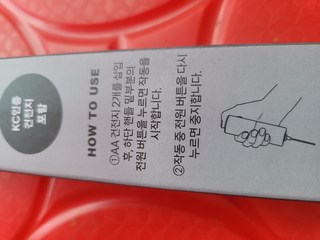 KC인증
건전지
포함
HOW TO USE
①AA 건전지 2개를 삽입
후, 하단 핸들 밑부분의
전원 버튼을 누르면 작동을
시작합니다.
②작동 중 전원 버튼을 다시
누르면 중지합니다.